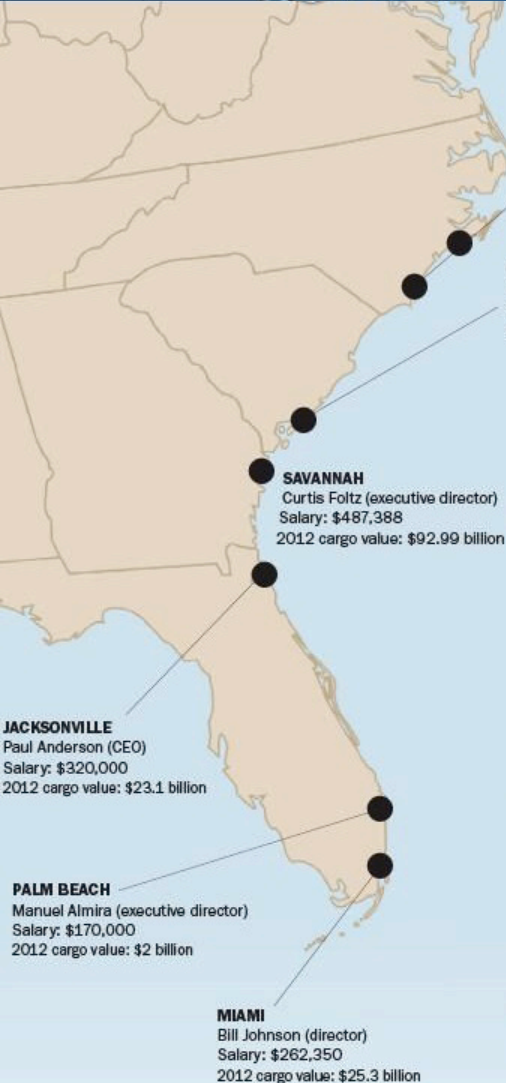 SAVANNAH
Curtis Foltz (executive director)
Salary: $487,388
2012 cargo value: $92.99 billion
JACKSONVILLE
Paul Anderson (CEO)
Salary: $320,000
2012 cargo value: $23.1 billion
PALM BEACH
Manuel Almira (executive director)
Salary: $170,000
2012 cargo value: $2 billion
MIAMI
Bill Johnson (director)
Salary: $262,350
2012 cargo value: $25.3 billion